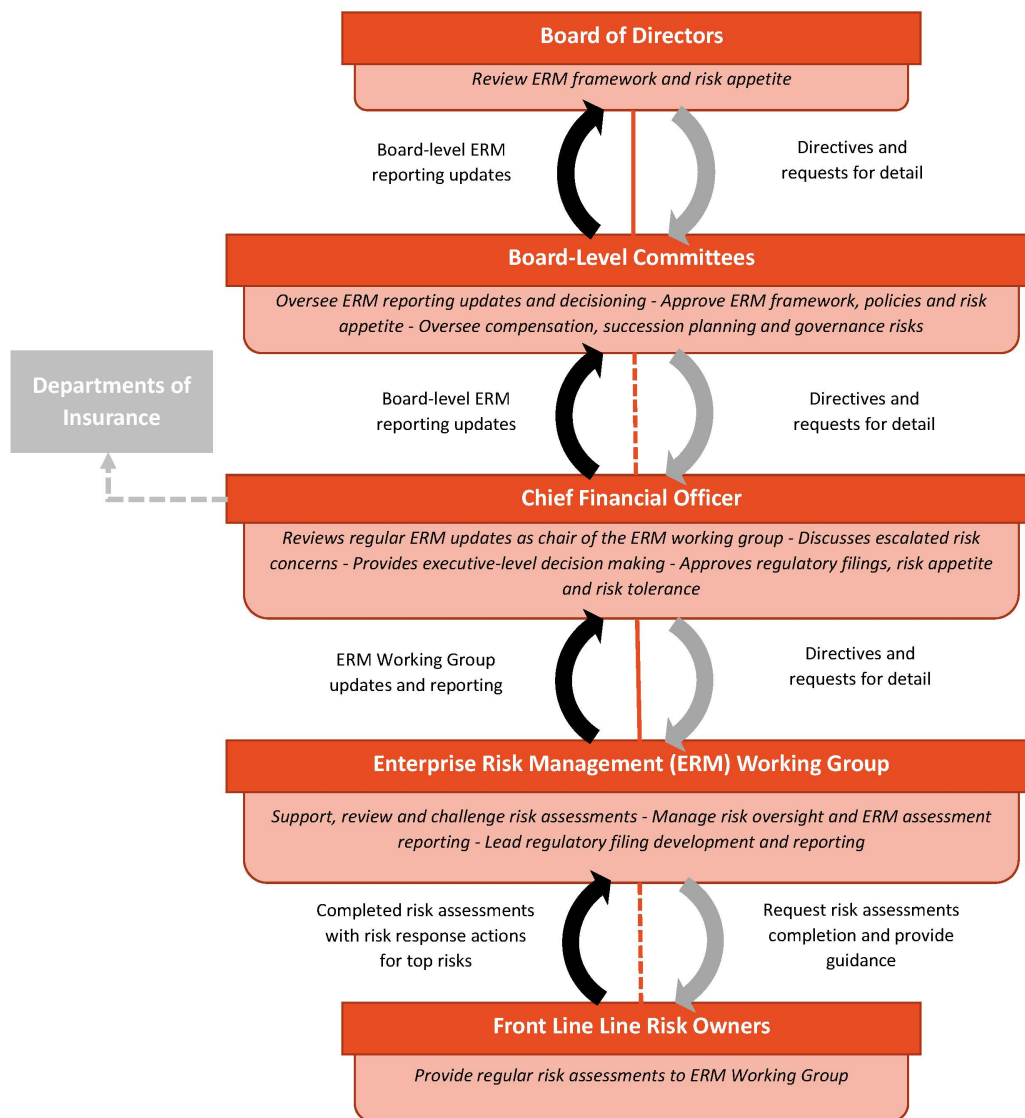 Board of Directors
Review ERM framework and risk appetite
Board-level ERM
reporting updates
Directives and
requests for detail
Board-Level Committees
Oversee ERM reporting updates and decisioning - Approve ERM framework, policies and risk
appetite - Oversee compensation, succession planning and governance risks
Departments of
Insurance
Board-level ERM
reporting updates
Directives and
requests for detail
Chief Financial Officer
Reviews regular ERM updates as chair of the ERM working group - Discusses escalated risk
concerns - Provides executive-level decision making - Approves regulatory filings, risk appetite
and risk tolerance
ERM Working Group
updates and reporting
Directives and
requests for detail
Enterprise Risk Management (ERM) Working Group
Support, review and challenge risk assessments - Manage risk oversight and ERM assessment
reporting - Lead regulatory filing development and reporting
Completed risk assessments
with risk response actions
for top risks
Request risk assessments
completion and provide
guidance
Front Line Line Risk Owners
Provide regular risk assessments to ERM Working Group